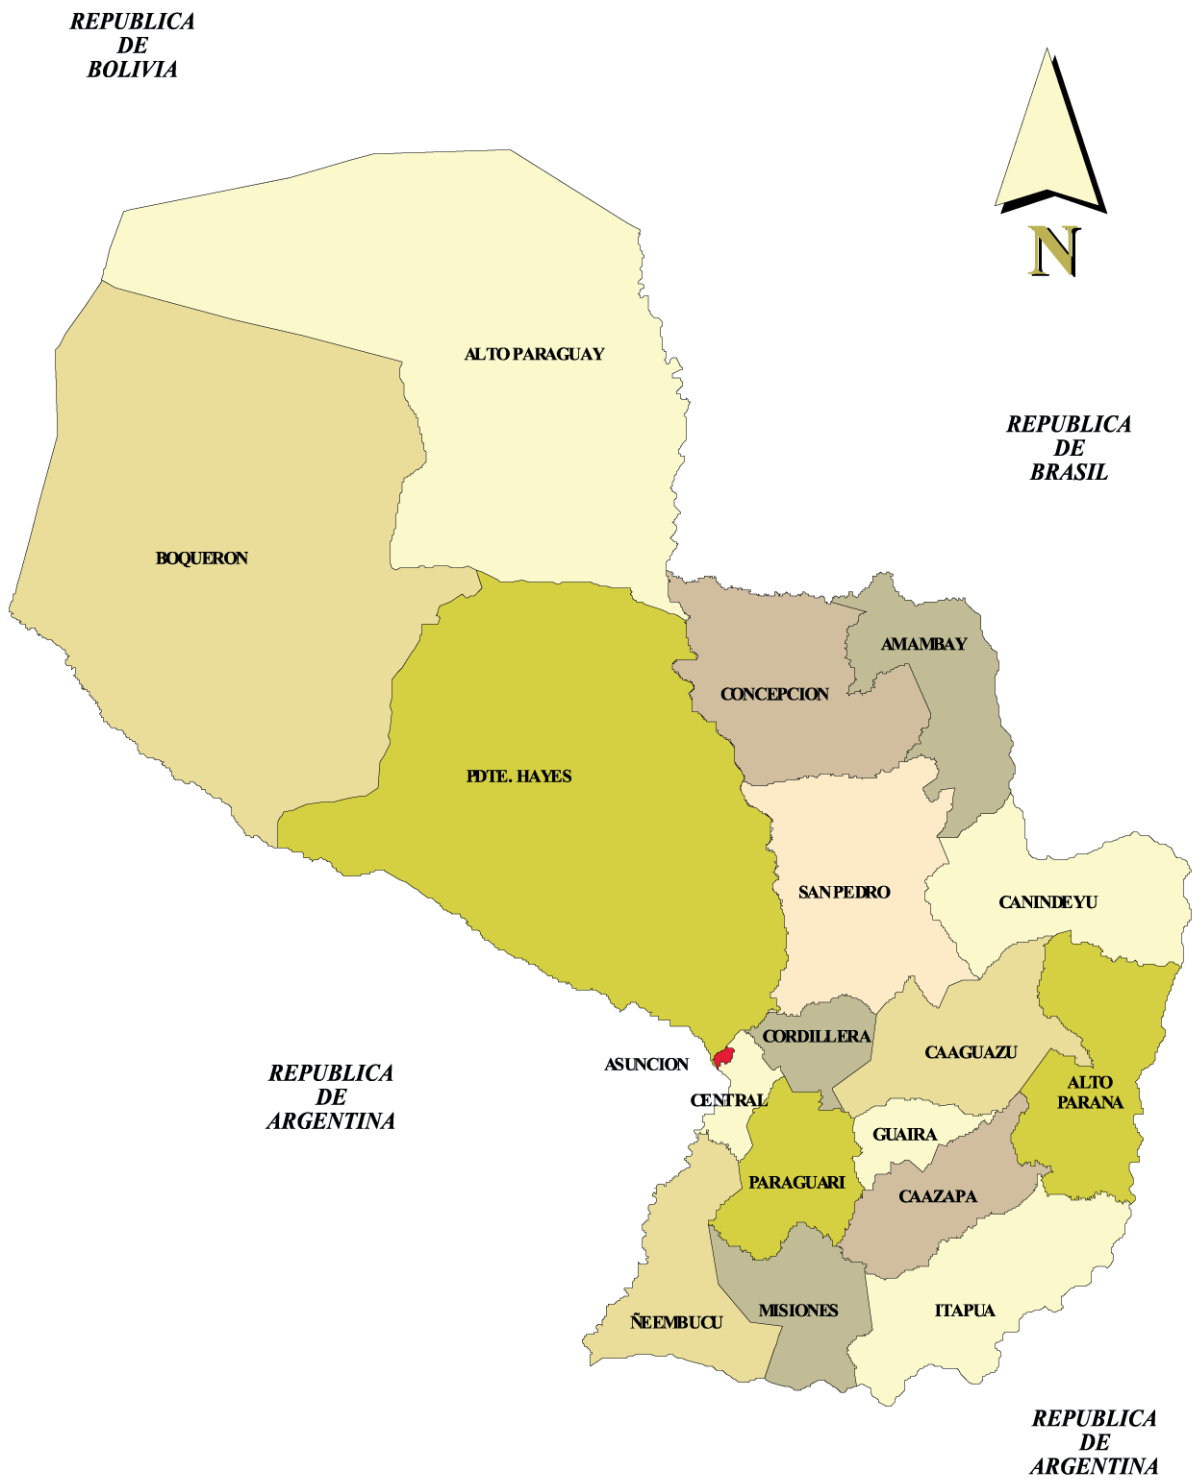 REPUBLICA
DE
BOLIVIA
N
ALTO PARAGUAY
REPUBLICA
DE
BRASIL
BOQUERON
AMAMBAY
CONCEPCION
PDTE. HAYES
SAN PEDRO
CANINDEYU
CORDILLERA
CAAGUAZU
ASUNCION
REPUBLICA
DE
ARGENTINA
ALTO
PARANA
CENTRAL
GUAIRA
PARAGUARI
CAAZAPA
ÑEEMBUCU
MISIONES
ITAPUA
REPUBLICA
DE
ARGENTINA